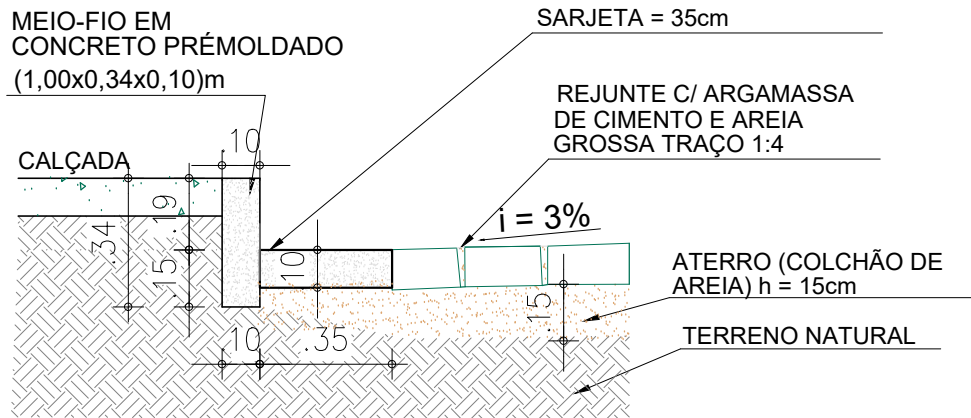 MEIO-FIO EM
CONCRETO PRÉMOLDADO
(1,00x0,34x0,10)m
SARJETA = 35cm
REJUNTE C/ ARGAMASSA
DE CIMENTO E AREIA
GROSSA TRAÇO 1:4
.10
CALÇADA
.19
.34
.15
.10
i = 3%
ATERRO (COLCHÃO DE
AREIA) h = 15cm
.15
TERRENO NATURAL
.10
.35